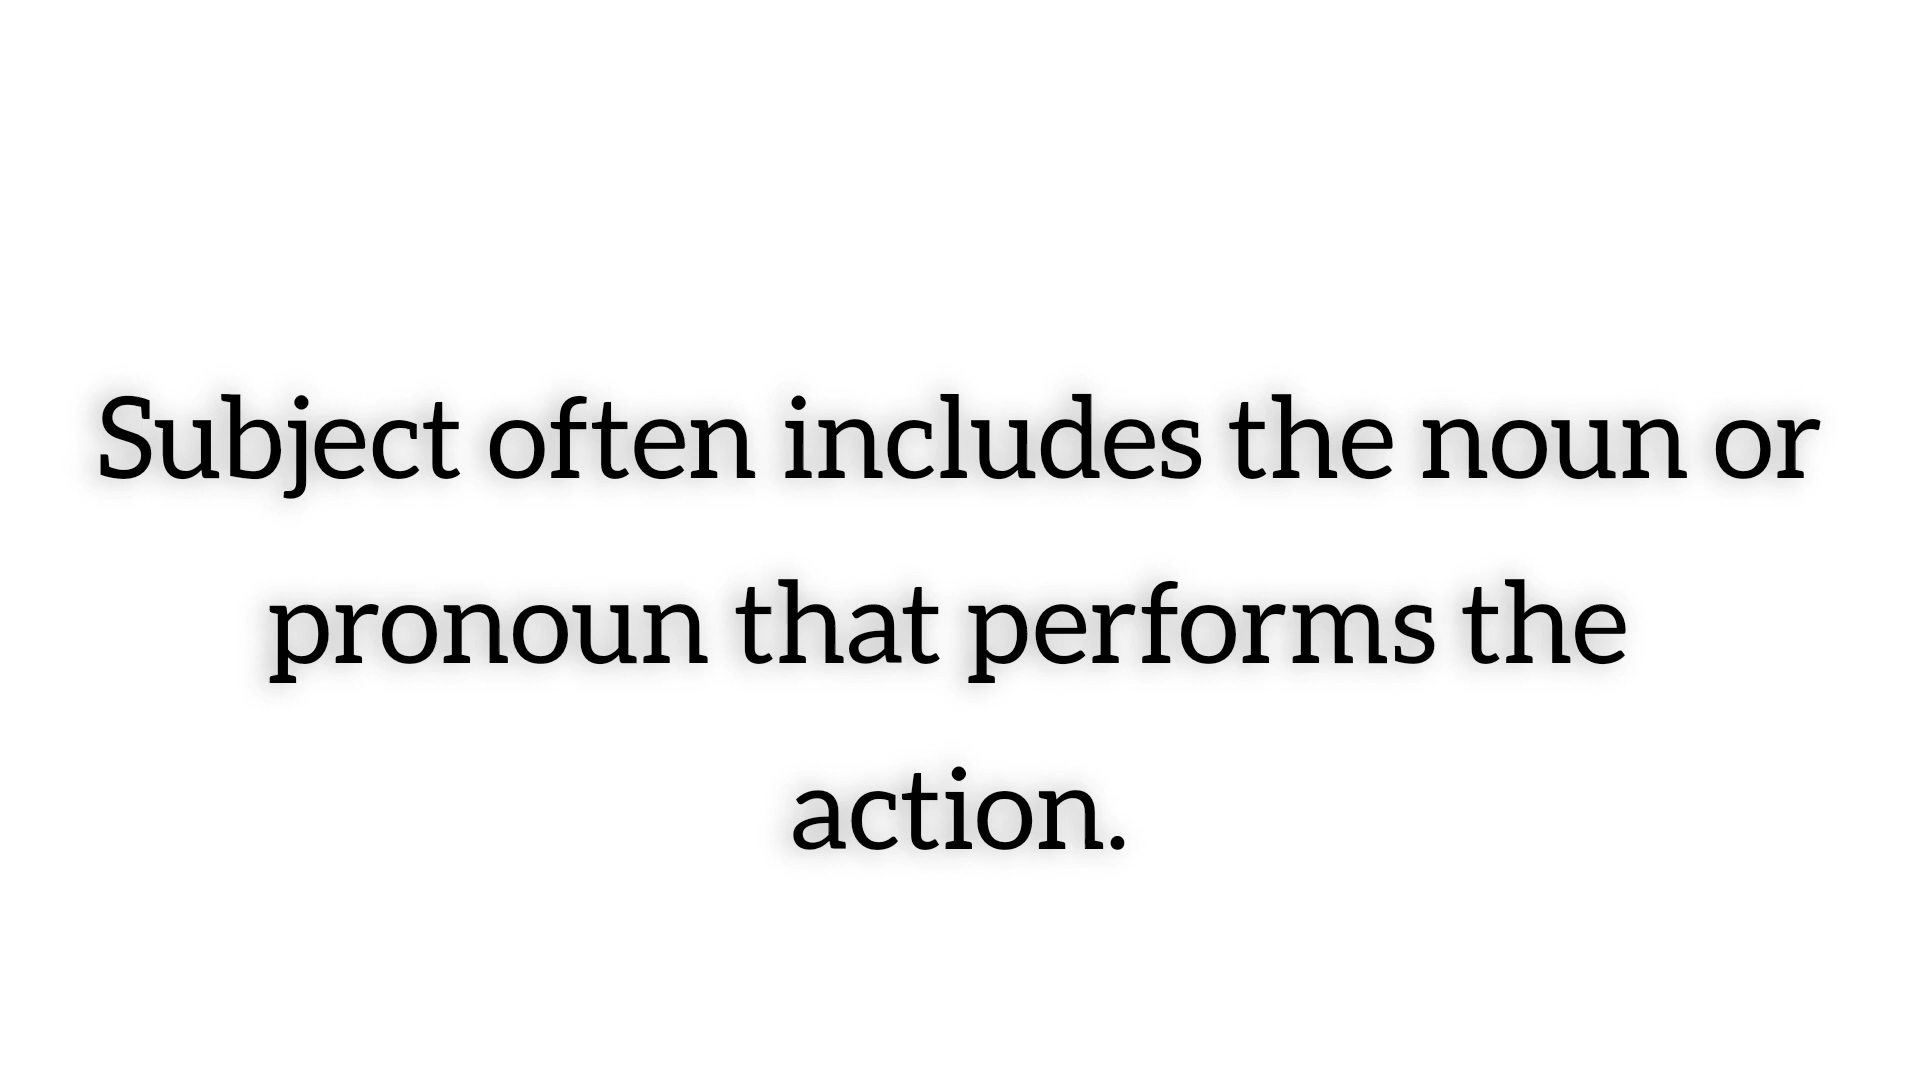 Subject often includes the noun or
pronoun that performs the
action.